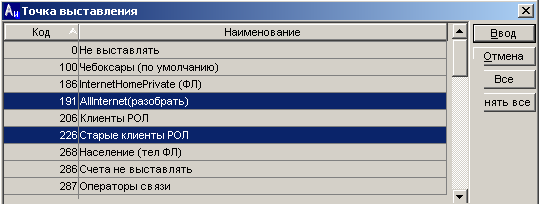 Точка выставления
Код Наименование
0 Не выставлять
100 Чебоксары (по умолчанию)
186 InternetHomePrivate (ФЛ)
191 AllInternet(разобрать)
206 Клиенты РОЛ
226 Старые клиенты РОЛ
268 Население (тел ФЛ)
286 Счета не выставлять
287 Операторы связи
Ввод
Отмена
Все
нять все